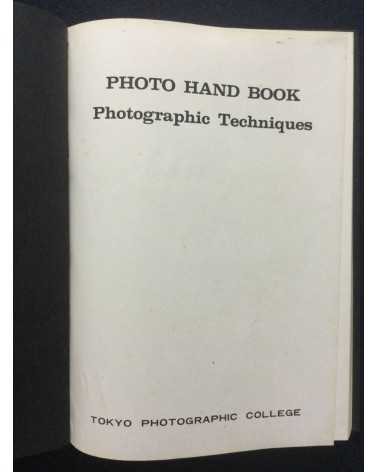 PHOTO HAND BOOK
Photographic Techniques
TOKYO PHOTOGRAPHIC COLLEGE